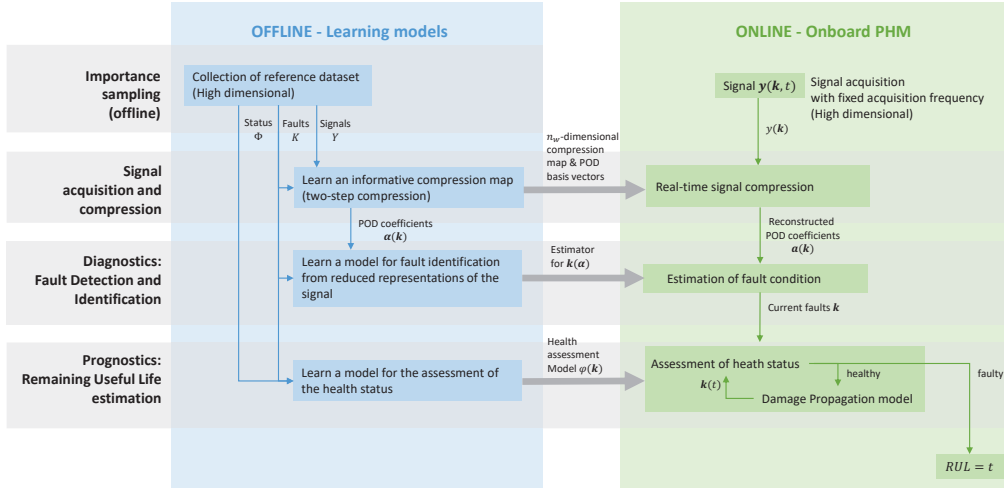 OFFLINE - Learning models
ONLINE - Onboard PHM
Importance
sampling
(offline)
Collection of reference dataset
(High dimensional)
Status
Φ
Faults
K
Signals
Y
Signal y(k, t)
Signal acquisition
with fixed acquisition frequency
(High dimensional)
y(k)
Signal
acquisition and
compression
Learn an informative compression map
(two-step compression)
n_w-dimensional
compression
map & POD
basis vectors
Real-time signal compression
POD coefficients
α(k)
Reconstructed
POD coefficients
α(k)
Diagnostics:
Fault Detection and
Identification
Learn a model for fault identification
from reduced representations of the
signal
Estimator
for k(α)
Estimation of fault condition
Current faults k
Prognostics:
Remaining Useful Life
estimation
Learn a model for the assessment of
the health status
Health
assessment
Model φ(k)
Assessment of heath status
k(t)
healthy
faulty
Damage Propagation model
RUL = t